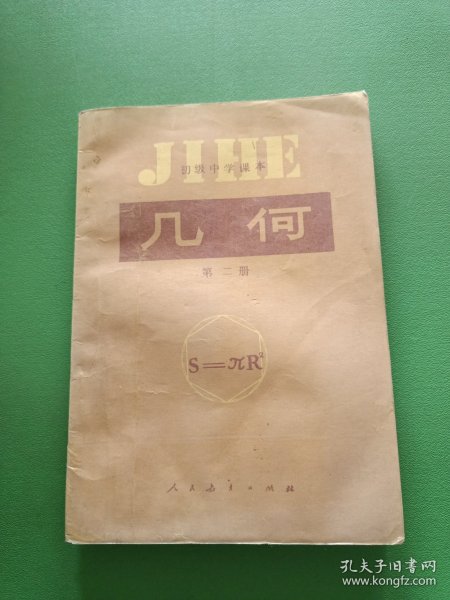 JIHE
初级中学课本
几何
第二册
S=πR²
人民教育出版社
孔夫子旧书网
www.kongfz.com